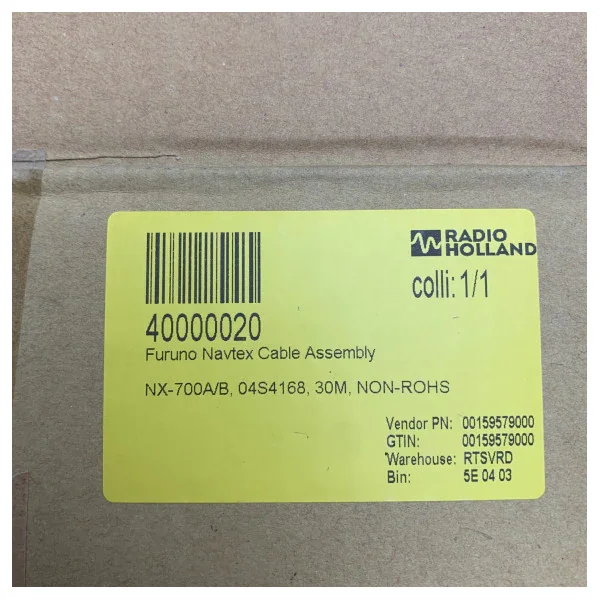 RADIO
HOLLAND
colli: 1/1
40000020
Furuno Navtex Cable Assembly
NX-700A/B, 04S4168, 30M, NON-ROHS
Vendor PN: 00159579000
GTIN: 00159579000
Warehouse: RTSVRD
Bin: 5E 04 03